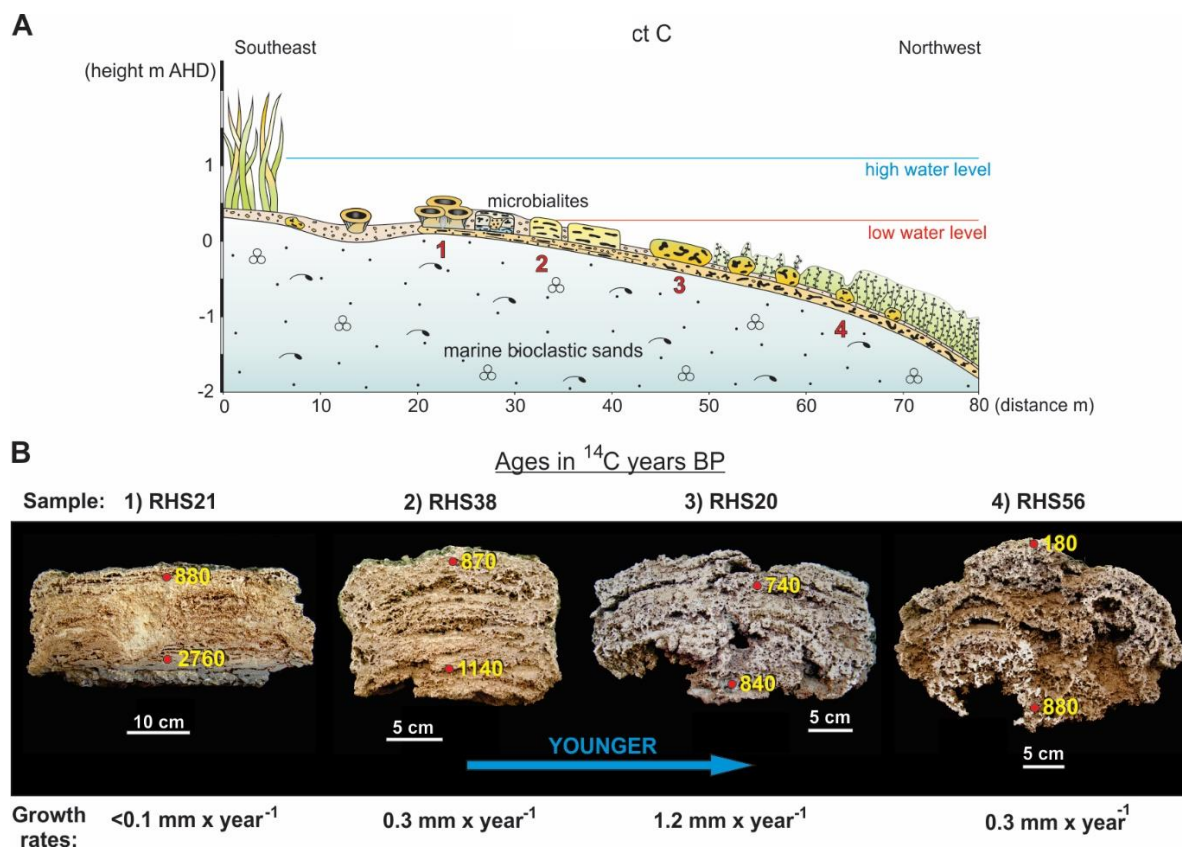 A
ct C
Southeast
Northwest
(height m AHD)
1
high water level
microbialites
low water level
0
1
2
3
-1
4
marine bioclastic sands
-2
0 10 20 30 40 50 60 70 80 (distance m)
B
Ages in ¹⁴C years BP
Sample: 1) RHS21 2) RHS38 3) RHS20 4) RHS56
880 870 740 180
2760 1140 840 880
10 cm 5 cm 5 cm 5 cm
YOUNGER
Growth rates: <0.1 mm x year⁻¹ 0.3 mm x year⁻¹ 1.2 mm x year⁻¹ 0.3 mm x year⁻¹